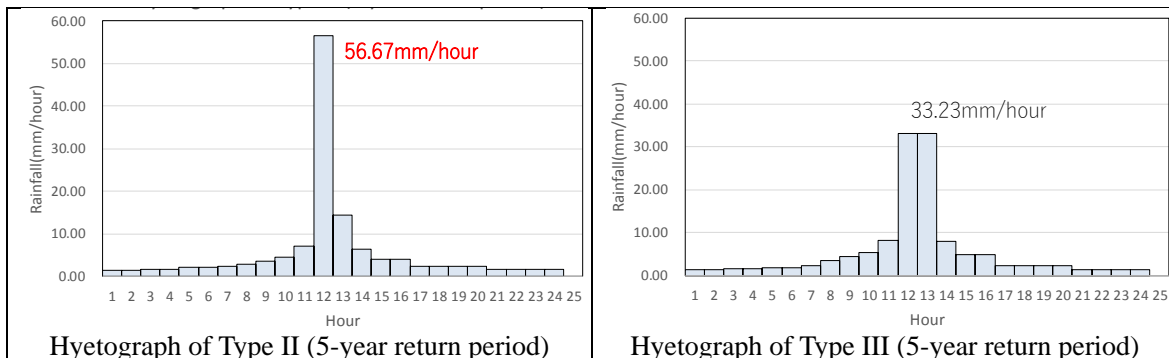 60.00
50.00
40.00
30.00
20.00
10.00
0.00
Rainfall(mm/hour)
56.67mm/hour
1 2 3 4 5 6 7 8 9 10 11 12 13 14 15 16 17 18 19 20 21 22 23 24 25
Hour
Hyetograph of Type II (5-year return period)
60.00
50.00
40.00
30.00
20.00
10.00
0.00
Rainfall(mm/hour)
33.23mm/hour
1 2 3 4 5 6 7 8 9 10 11 12 13 14 15 16 17 18 19 20 21 22 23 24 25
Hour
Hyetograph of Type III (5-year return period)